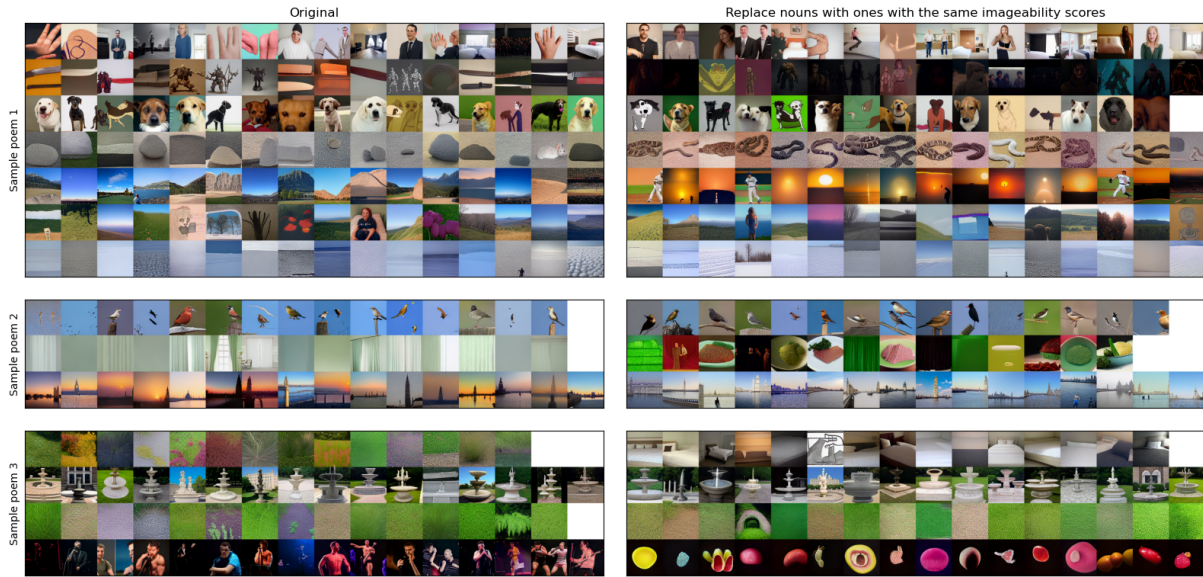 Original
Replace nouns with ones with the same imageability scores
Sample poem 1
Sample poem 2
Sample poem 3